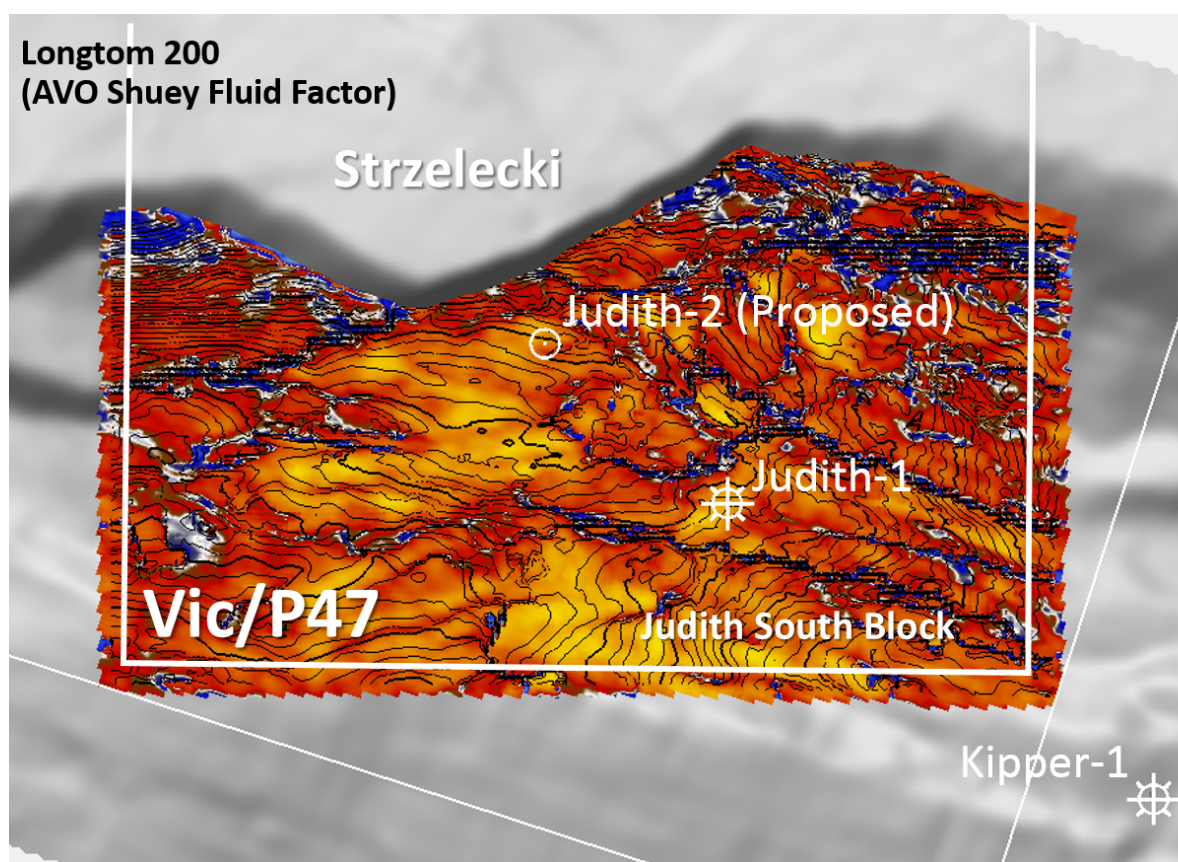 Longtom 200
(AVO Shuey Fluid Factor)
Strzelecki
Judith-2 (Proposed)
Judith-1
Vic/P47
Judith South Block
Kipper-1